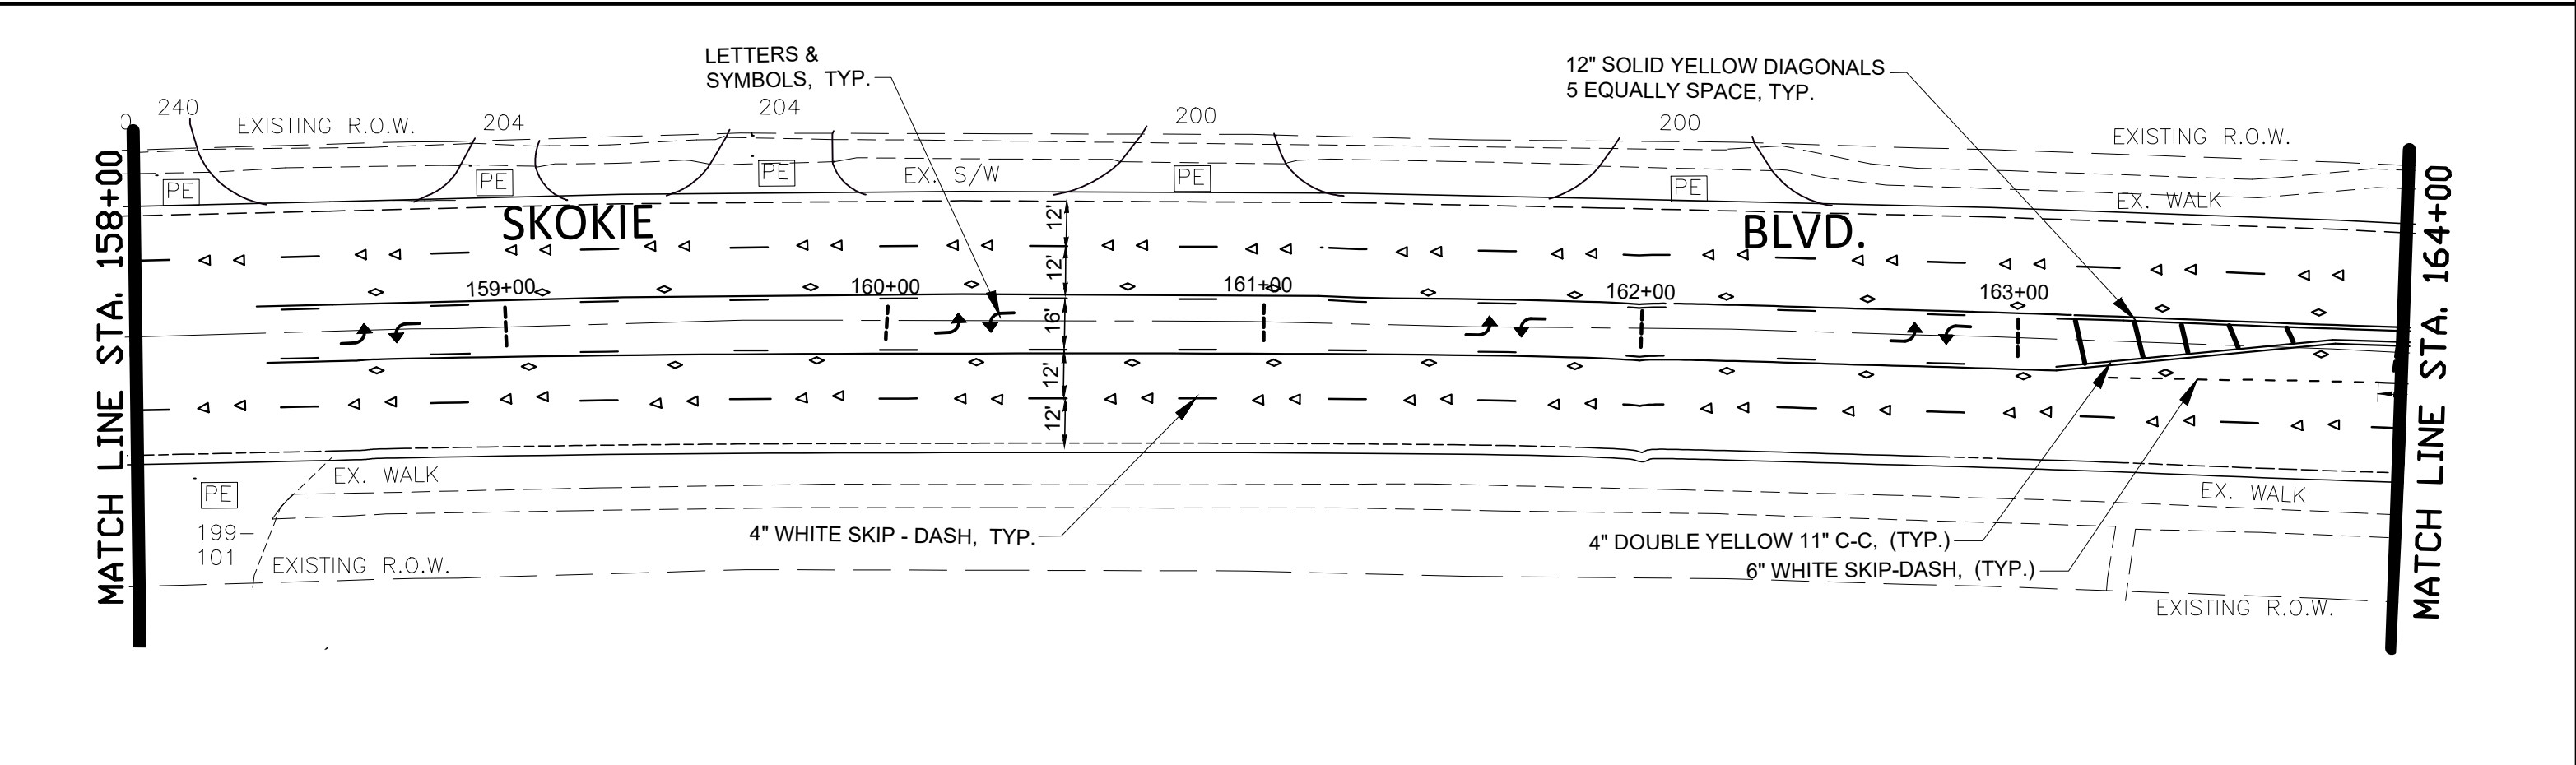 LETTERS &
SYMBOLS, TYP.
12" SOLID YELLOW DIAGONALS
5 EQUALLY SPACE, TYP.
240
EXISTING R.O.W.
204
204
200
200
EXISTING R.O.W.
MATCH LINE STA. 158+00
PE
PE
PE
EX. S/W
PE
PE
EX. WALK
MATCH LINE STA. 164+00
SKOKIE
BLVD.
12'
12'
159+00
160+00
161+00
162+00
163+00
16'
12'
12'
EX. WALK
PE
199-
101
EXISTING R.O.W.
4" WHITE SKIP - DASH, TYP.
4" DOUBLE YELLOW 11" C-C, (TYP.)
6" WHITE SKIP-DASH, (TYP.)
EX. WALK
EXISTING R.O.W.